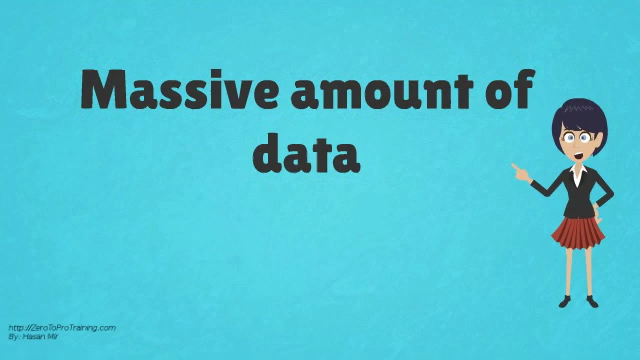 Massive amount of
data
http://ZeroToProTraining.com
By: Hasan Mir